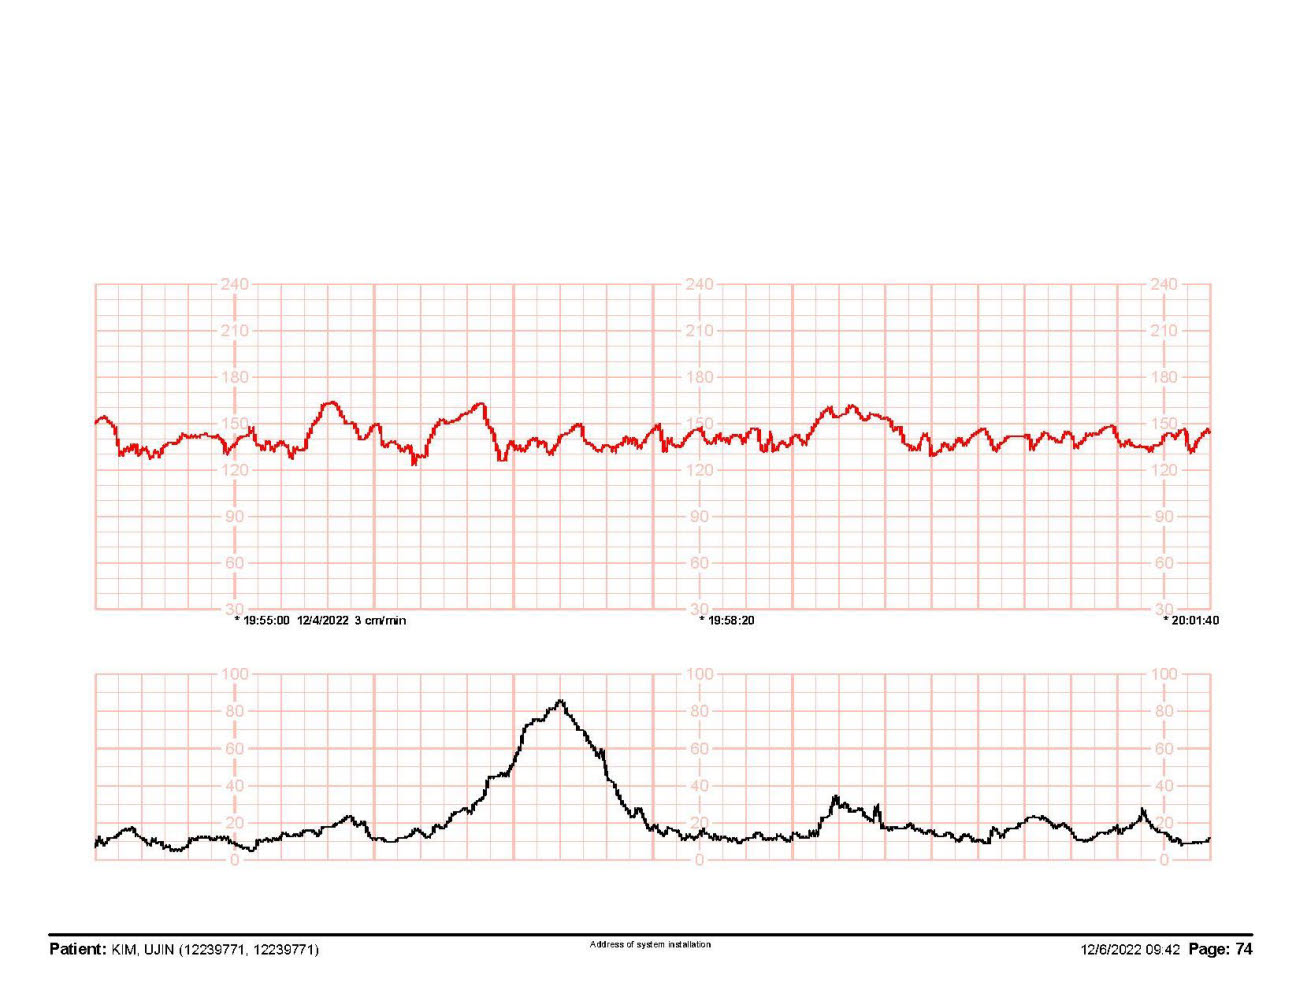 240 240 240
210 210 210
180 180 180
150 150 150
120 120 120
90 90 90
60 60 60
30 30 30
* 19:55:00 12/4/2022 3 cm/min * 19:58:20 * 20:01:40
100 100 100
80 80 80
60 60 60
40 40 40
20 20 20
0 0 0
Patient: KIM, UJIN (12239771, 12239771) Address of system installation 12/6/2022 09:42 Page: 74